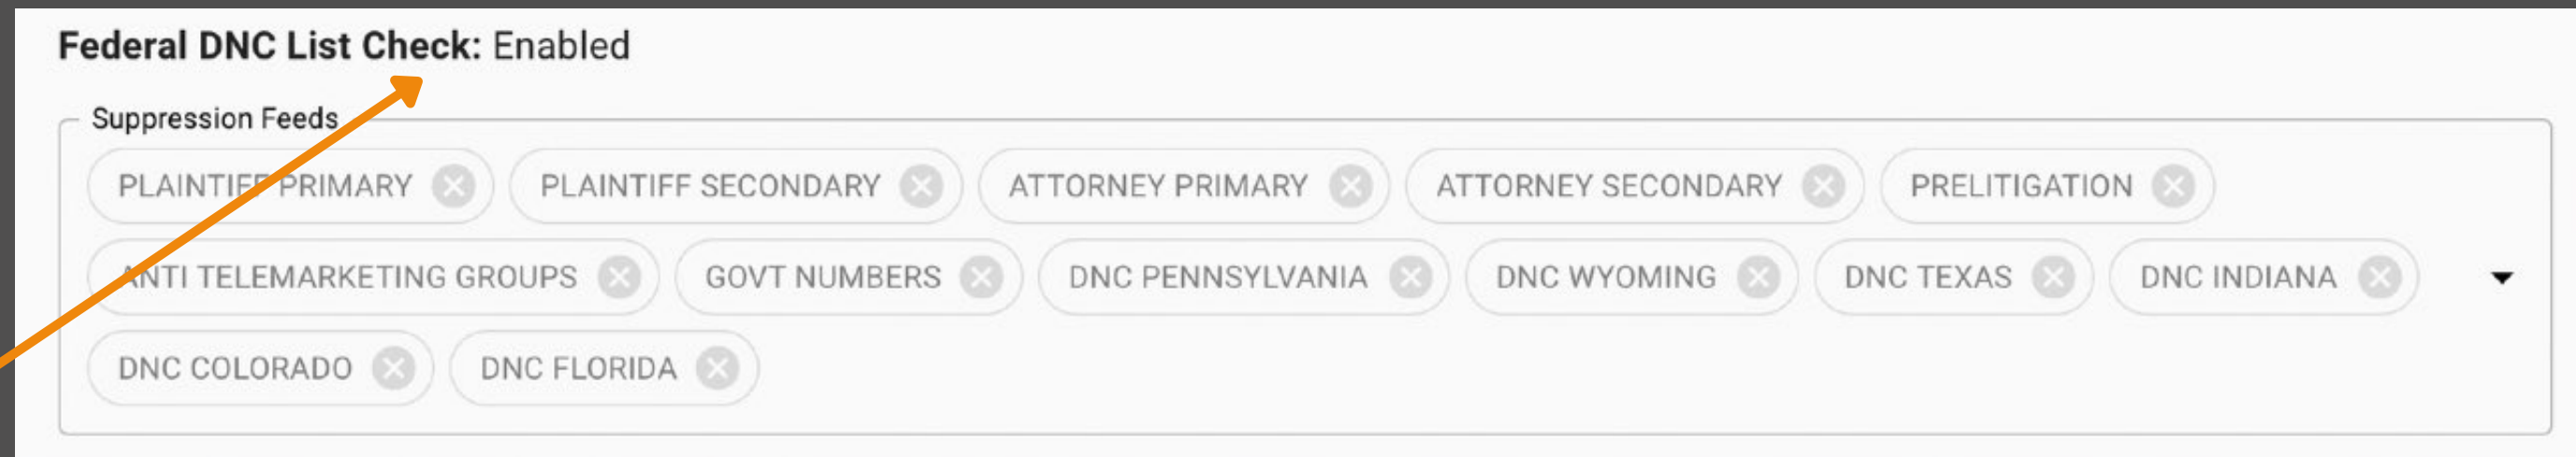 Federal DNC List Check: Enabled
Suppression Feeds
PLAINTIFF PRIMARY PLAINTIFF SECONDARY ATTORNEY PRIMARY ATTORNEY SECONDARY PRELITIGATION
ANTI TELEMARKETING GROUPS GOVT NUMBERS DNC PENNSYLVANIA DNC WYOMING DNC TEXAS DNC INDIANA
DNC COLORADO DNC FLORIDA